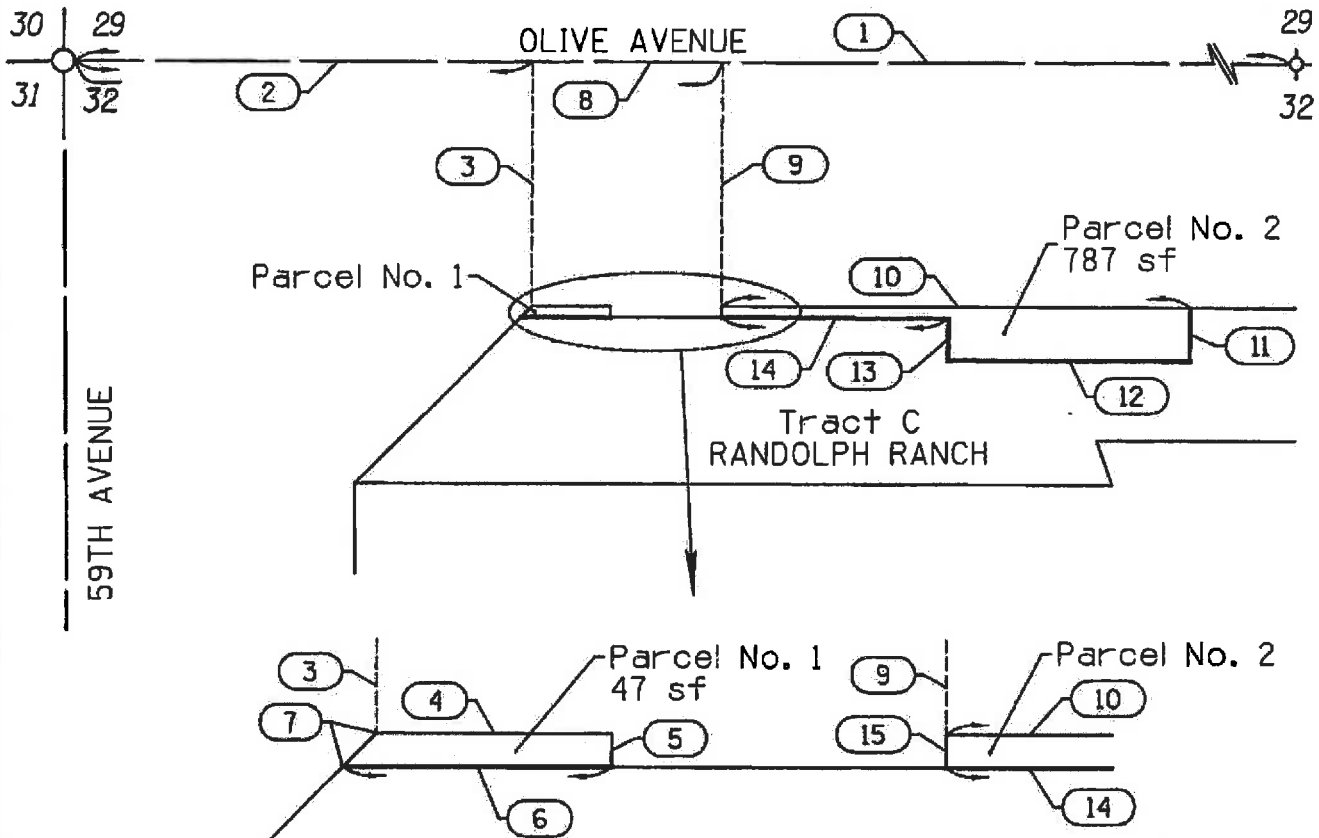 30 29
OLIVE AVENUE
1
29
31 32
2
8
32
3
9
Parcel No. 2
787 sf
Parcel No. 1
10
14
13
11
12
Tract C
RANDOLPH RANCH
59TH AVENUE
3
Parcel No. 1
47 sf
9
Parcel No. 2
4
10
7
5
15
6
14